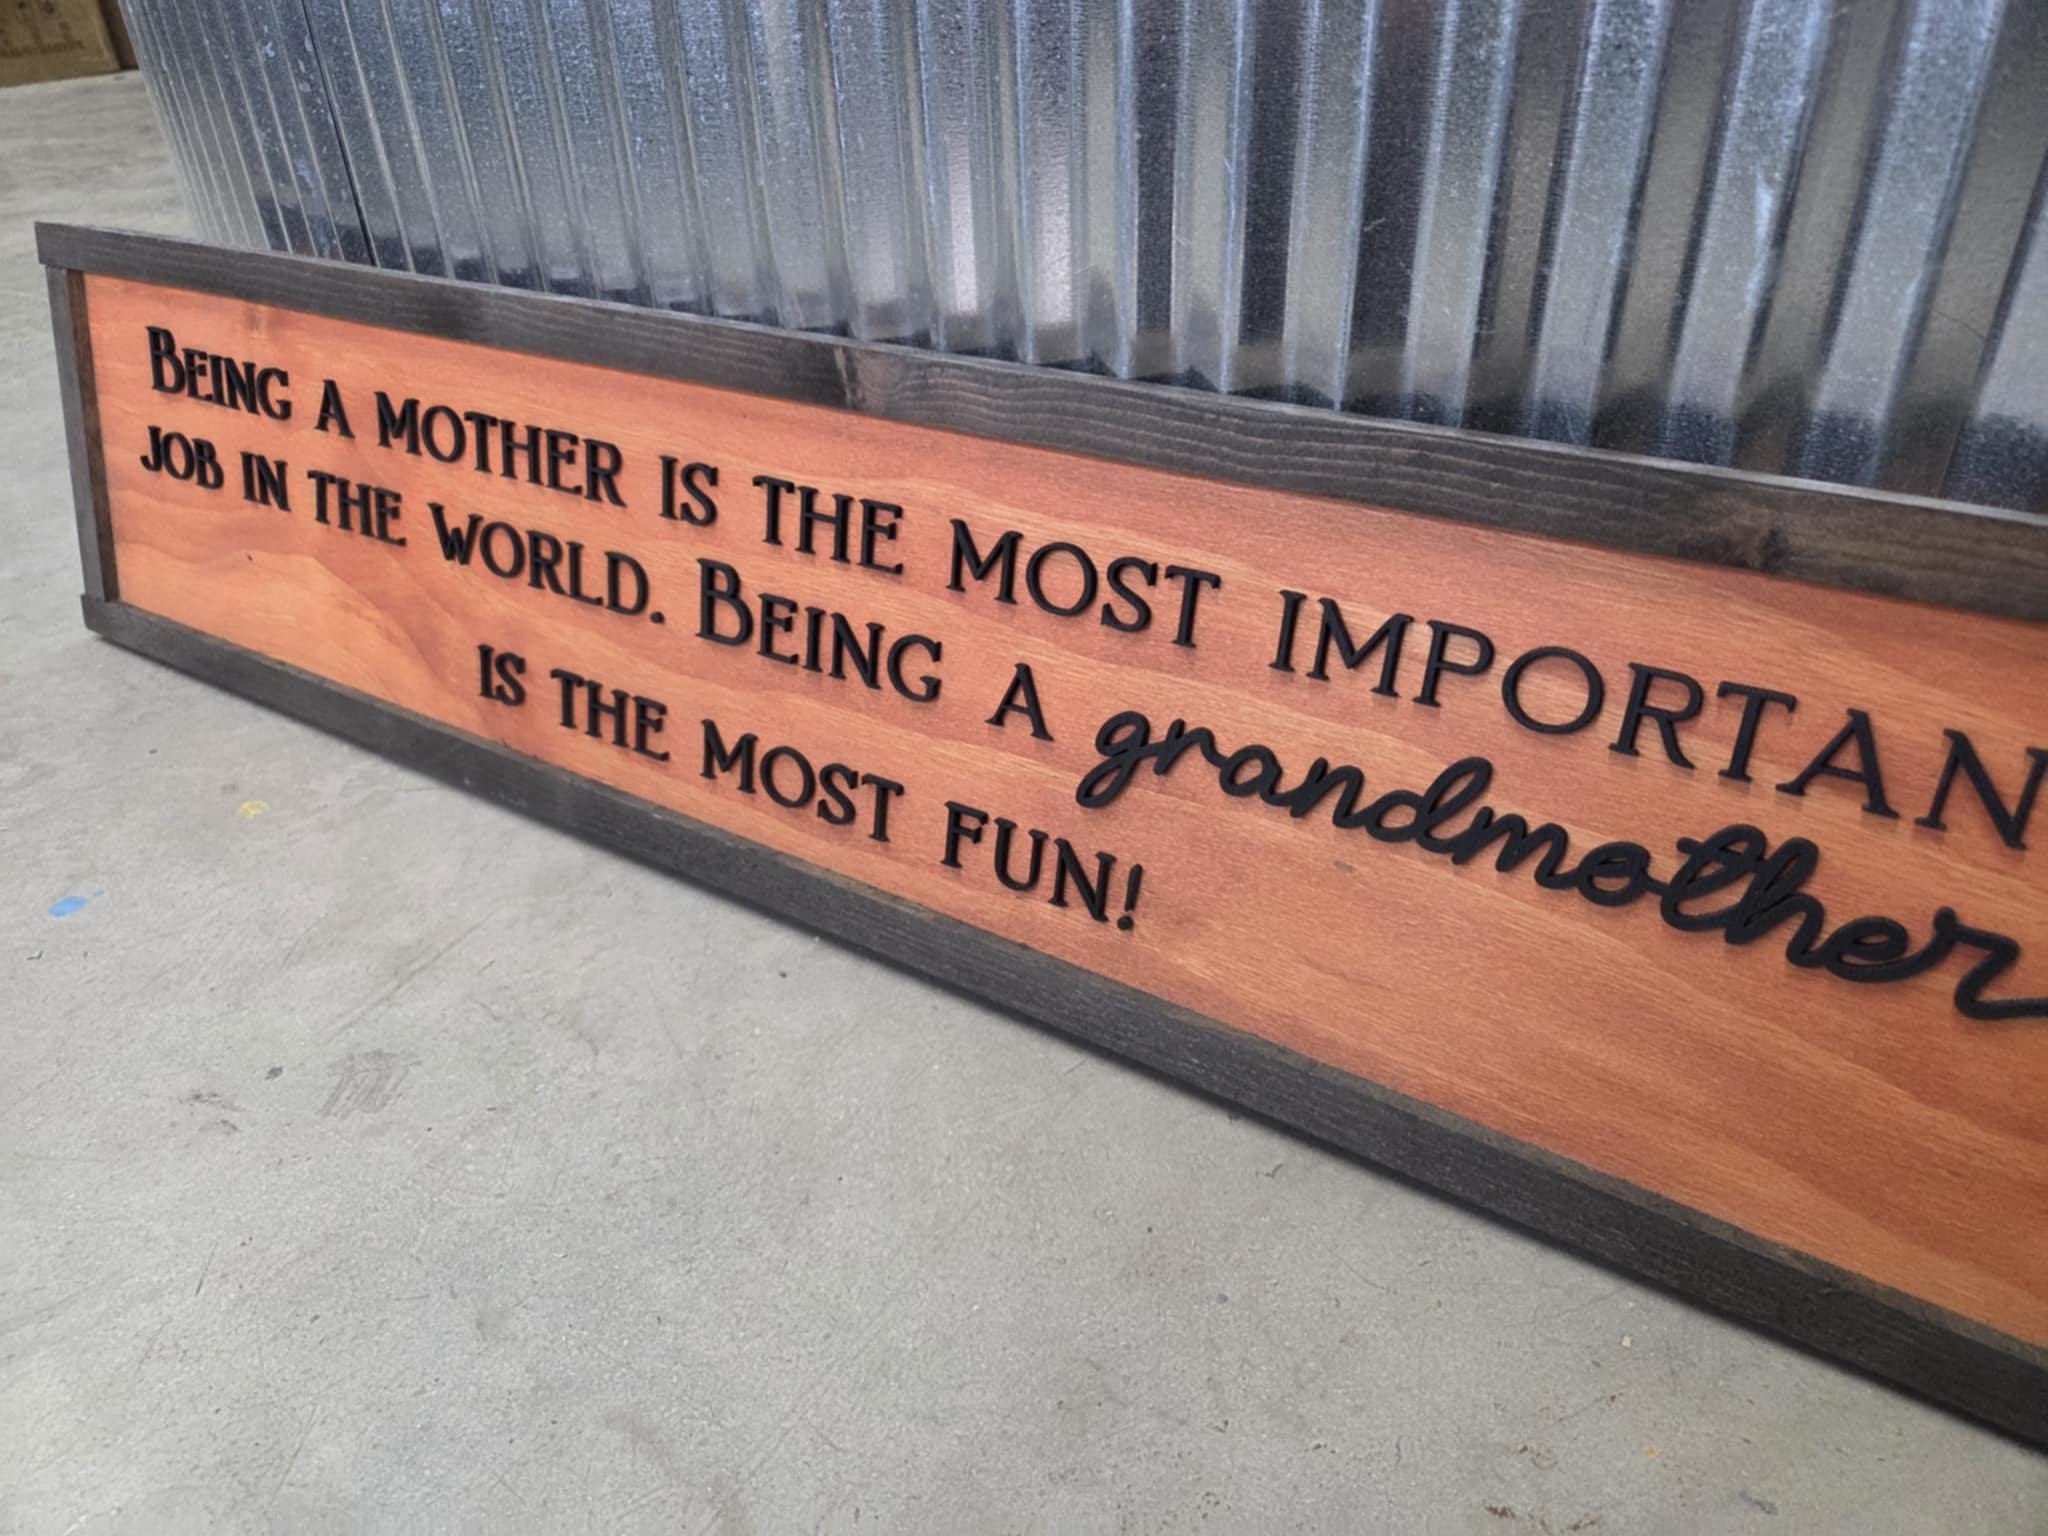 Being a mother is the most importan
job in the world. Being a grandmother
is the most fun!